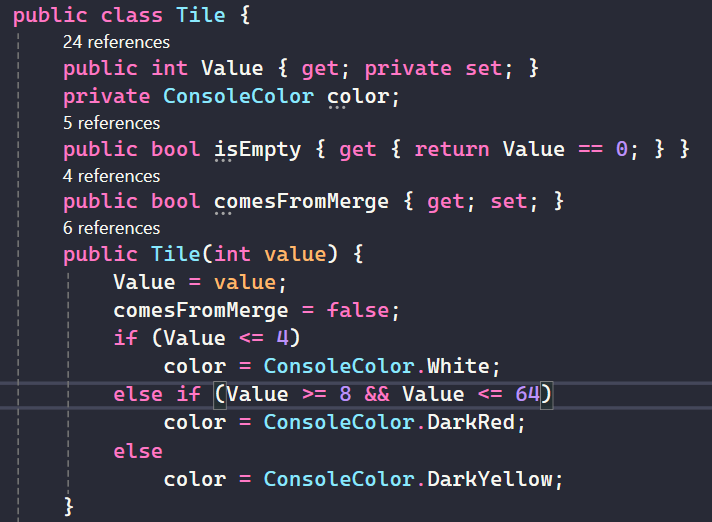 public class Tile {
24 references
public int Value { get; private set; }
private ConsoleColor color;
5 references
public bool isEmpty { get { return Value == 0; } }
4 references
public bool comesFromMerge { get; set; }
6 references
public Tile(int value) {
Value = value;
comesFromMerge = false;
if (Value <= 4)
color = ConsoleColor.White;
else if (Value >= 8 && Value <= 64)
color = ConsoleColor.DarkRed;
else
color = ConsoleColor.DarkYellow;
}